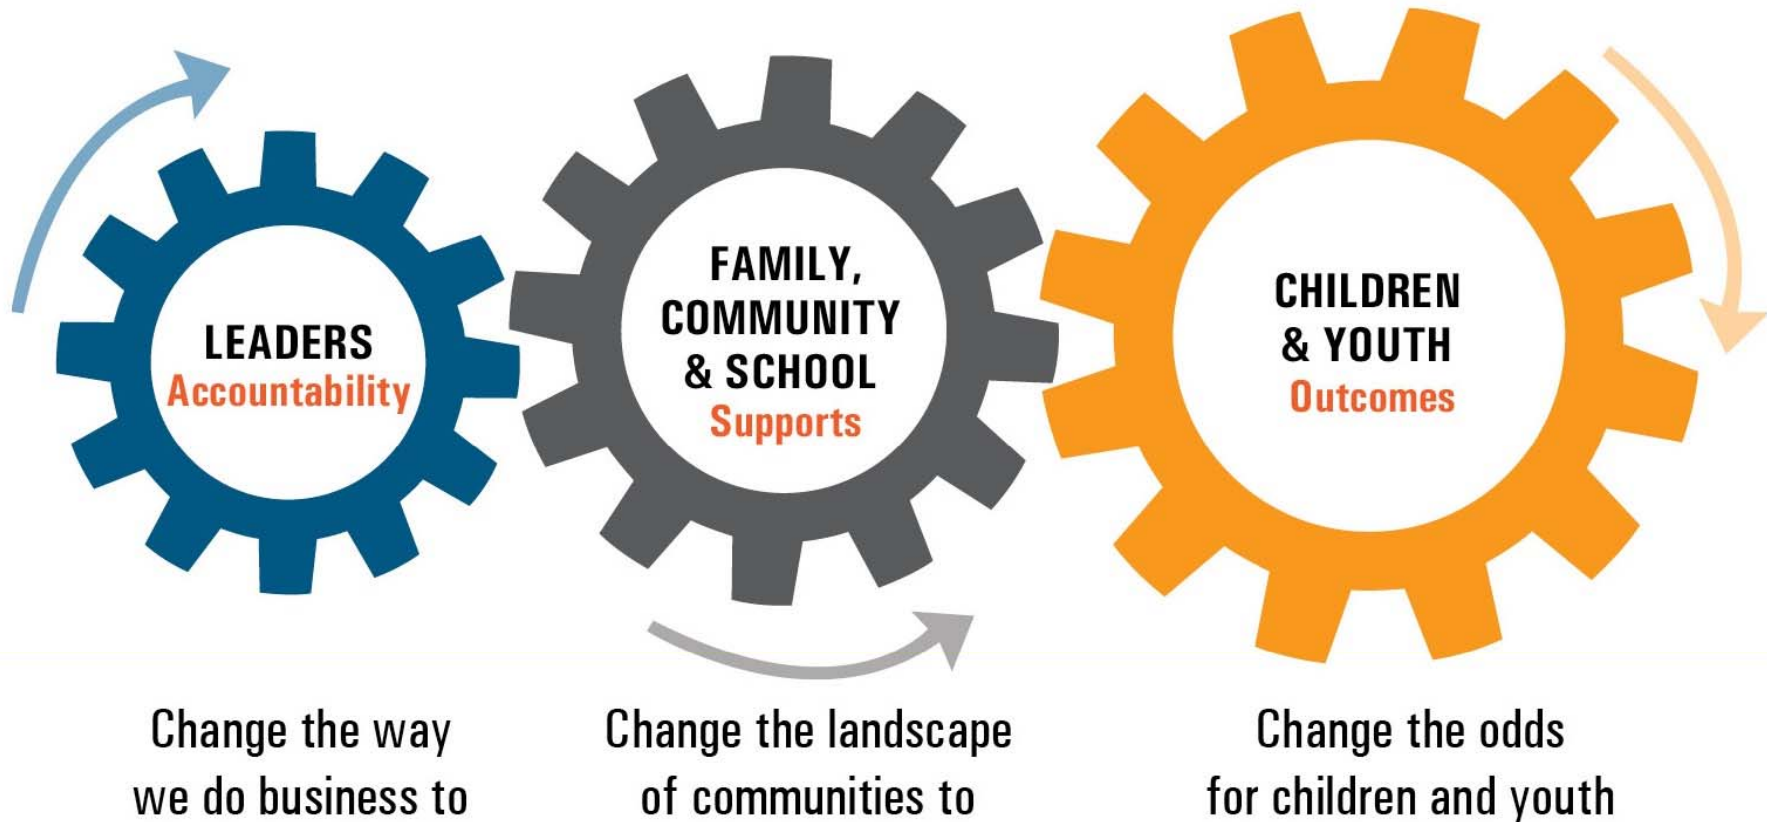 LEADERS
Accountability
FAMILY,
COMMUNITY
& SCHOOL
Supports
CHILDREN
& YOUTH
Outcomes
Change the way
we do business to
Change the landscape
of communities to
Change the odds
for children and youth